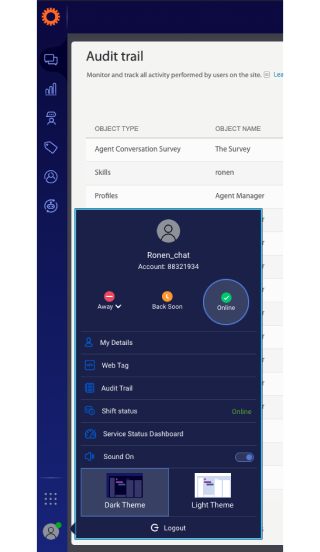 Audit trail
Monitor and track all activity performed by users on the site.
OBJECT TYPE OBJECT NAME
Agent Conversation Survey The Survey
Skills ronen
Profiles Agent Manager
Ronen_chat
Account: 88321934
Away Back Soon Online
My Details
Web Tag
Audit Trail
Shift status Online
Service Status Dashboard
Sound On
Dark Theme Light Theme
Logout